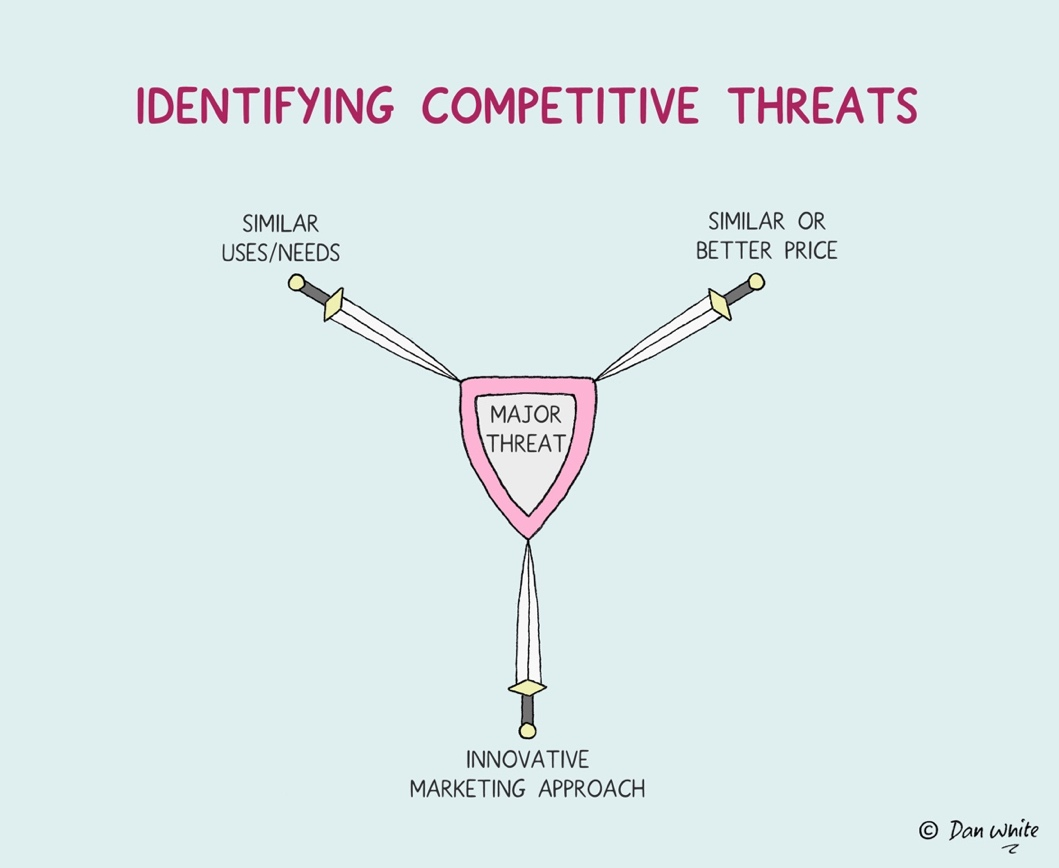 IDENTIFYING COMPETITIVE THREATS
SIMILAR
USES/NEEDS
SIMILAR OR
BETTER PRICE
MAJOR
THREAT
INNOVATIVE
MARKETING APPROACH
© Dan White